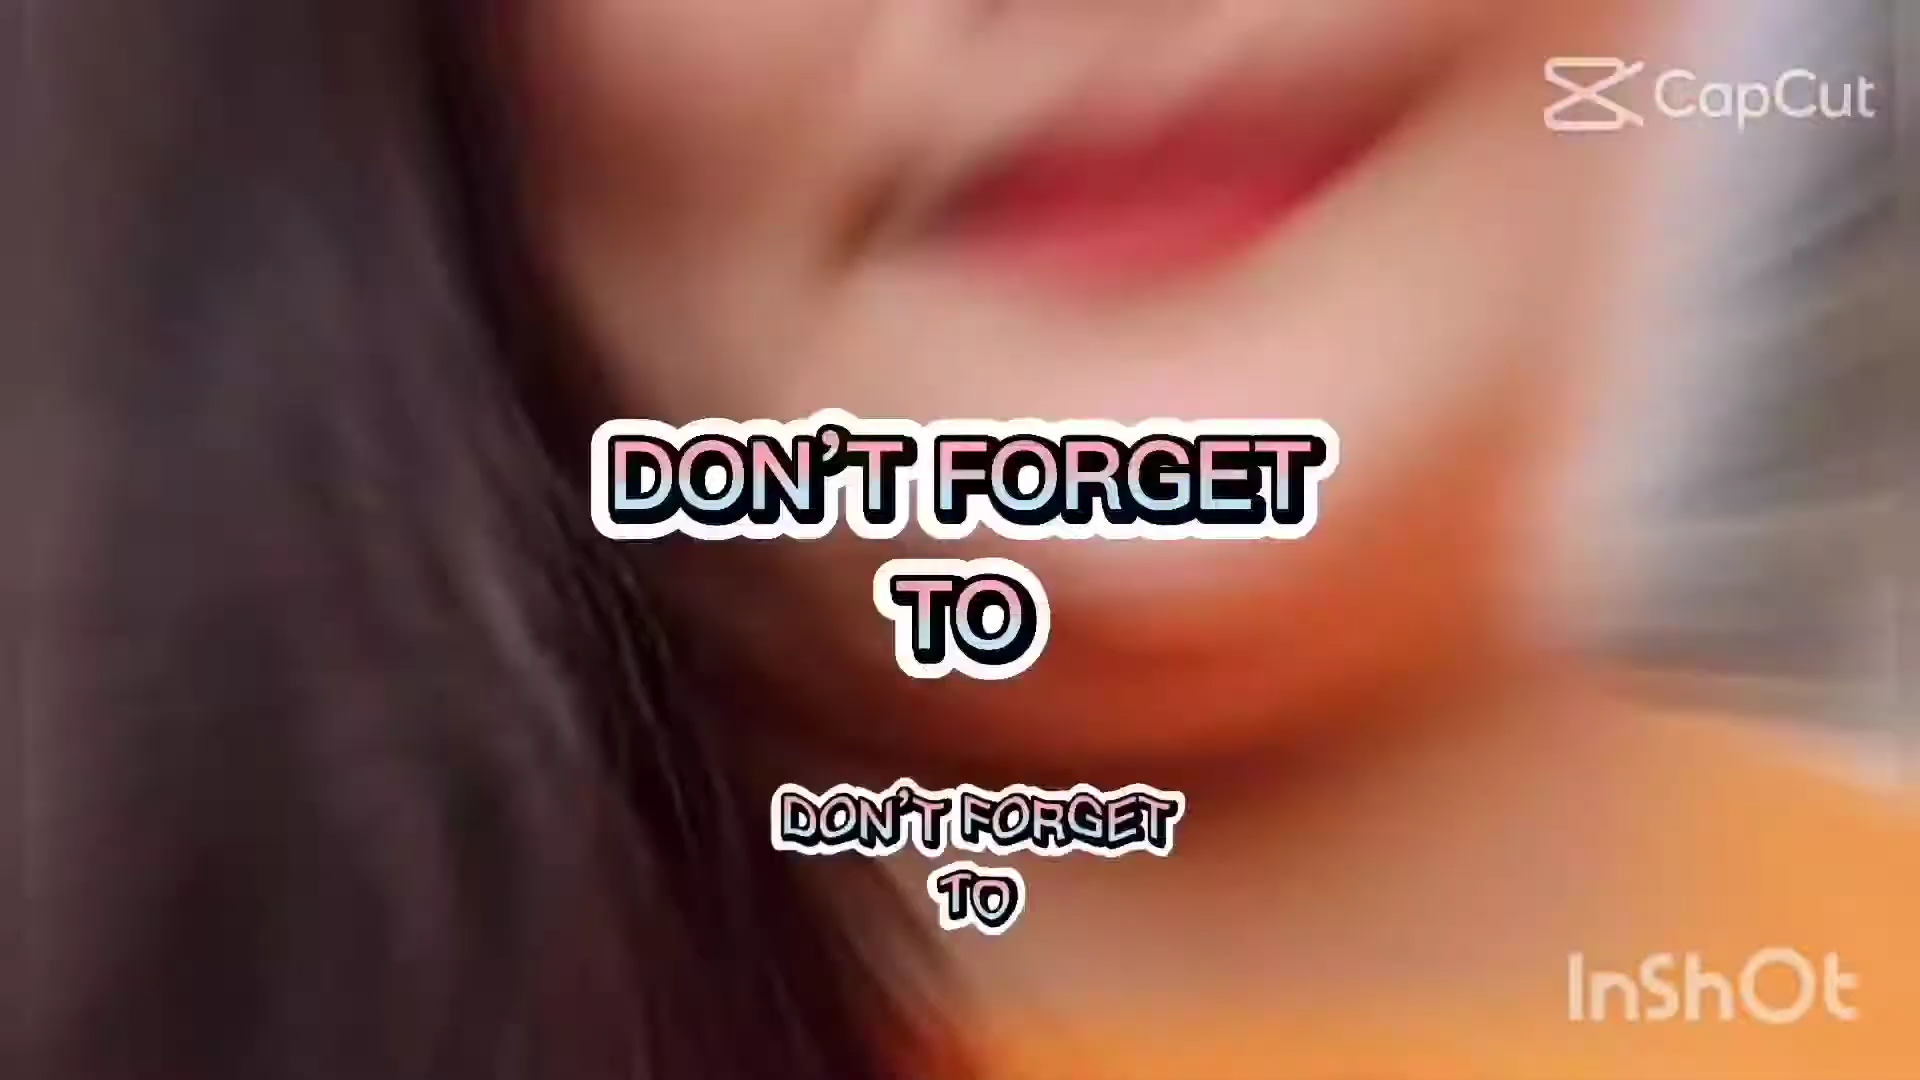 CapCut
DON'T FORGET
TO
DON'T FORGET
TO
InShOt